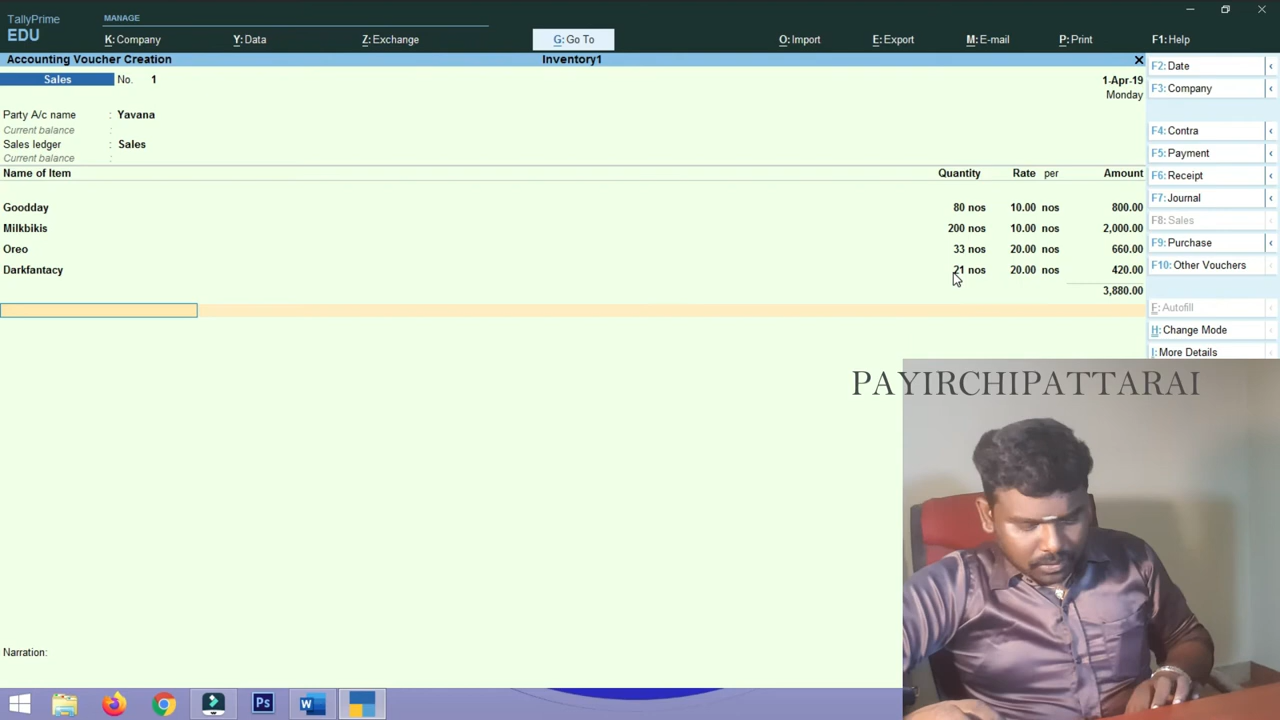 TallyPrime
EDU
MANAGE
K: Company Y: Data Z: Exchange G: Go To O: Import E: Export M: E-mail P: Print F1: Help
Accounting Voucher Creation Inventory1
Sales No. 1 1-Apr-19
Monday
Party A/c name : Yavana
Current balance :
Sales ledger : Sales
Current balance :
Name of Item Quantity Rate per Amount
Goodday 80 nos 10.00 nos 800.00
Milkbikis 200 nos 10.00 nos 2,000.00
Oreo 33 nos 20.00 nos 660.00
Darkfantacy 21 nos 20.00 nos 420.00
3,880.00
Narration:
F2: Date
F3: Company
F4: Contra
F5: Payment
F6: Receipt
F7: Journal
F8: Sales
F9: Purchase
F10: Other Vouchers
E: Autofill
H: Change Mode
I: More Details
PAYIRCHIPATTARAI
Ps
W